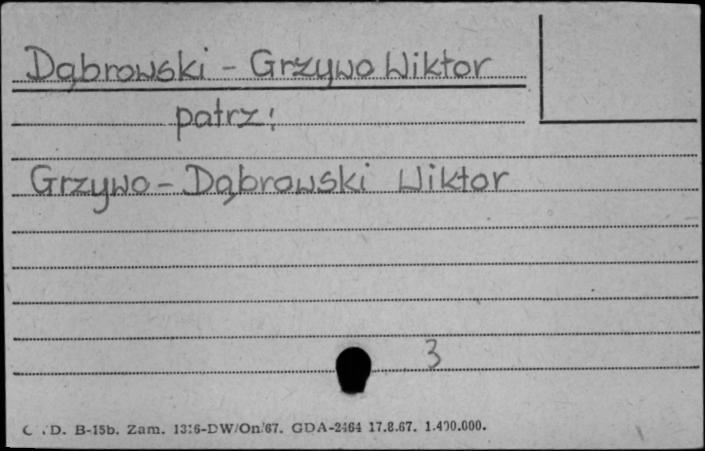 Dąbrowski - Grzywo Wiktor
patrz:
Grzywo - Dąbrowski Wiktor
3
C .D. B-15b. Zam. 1316-DW/On/67. GDA-2464 17.8.67. 1.400.000.